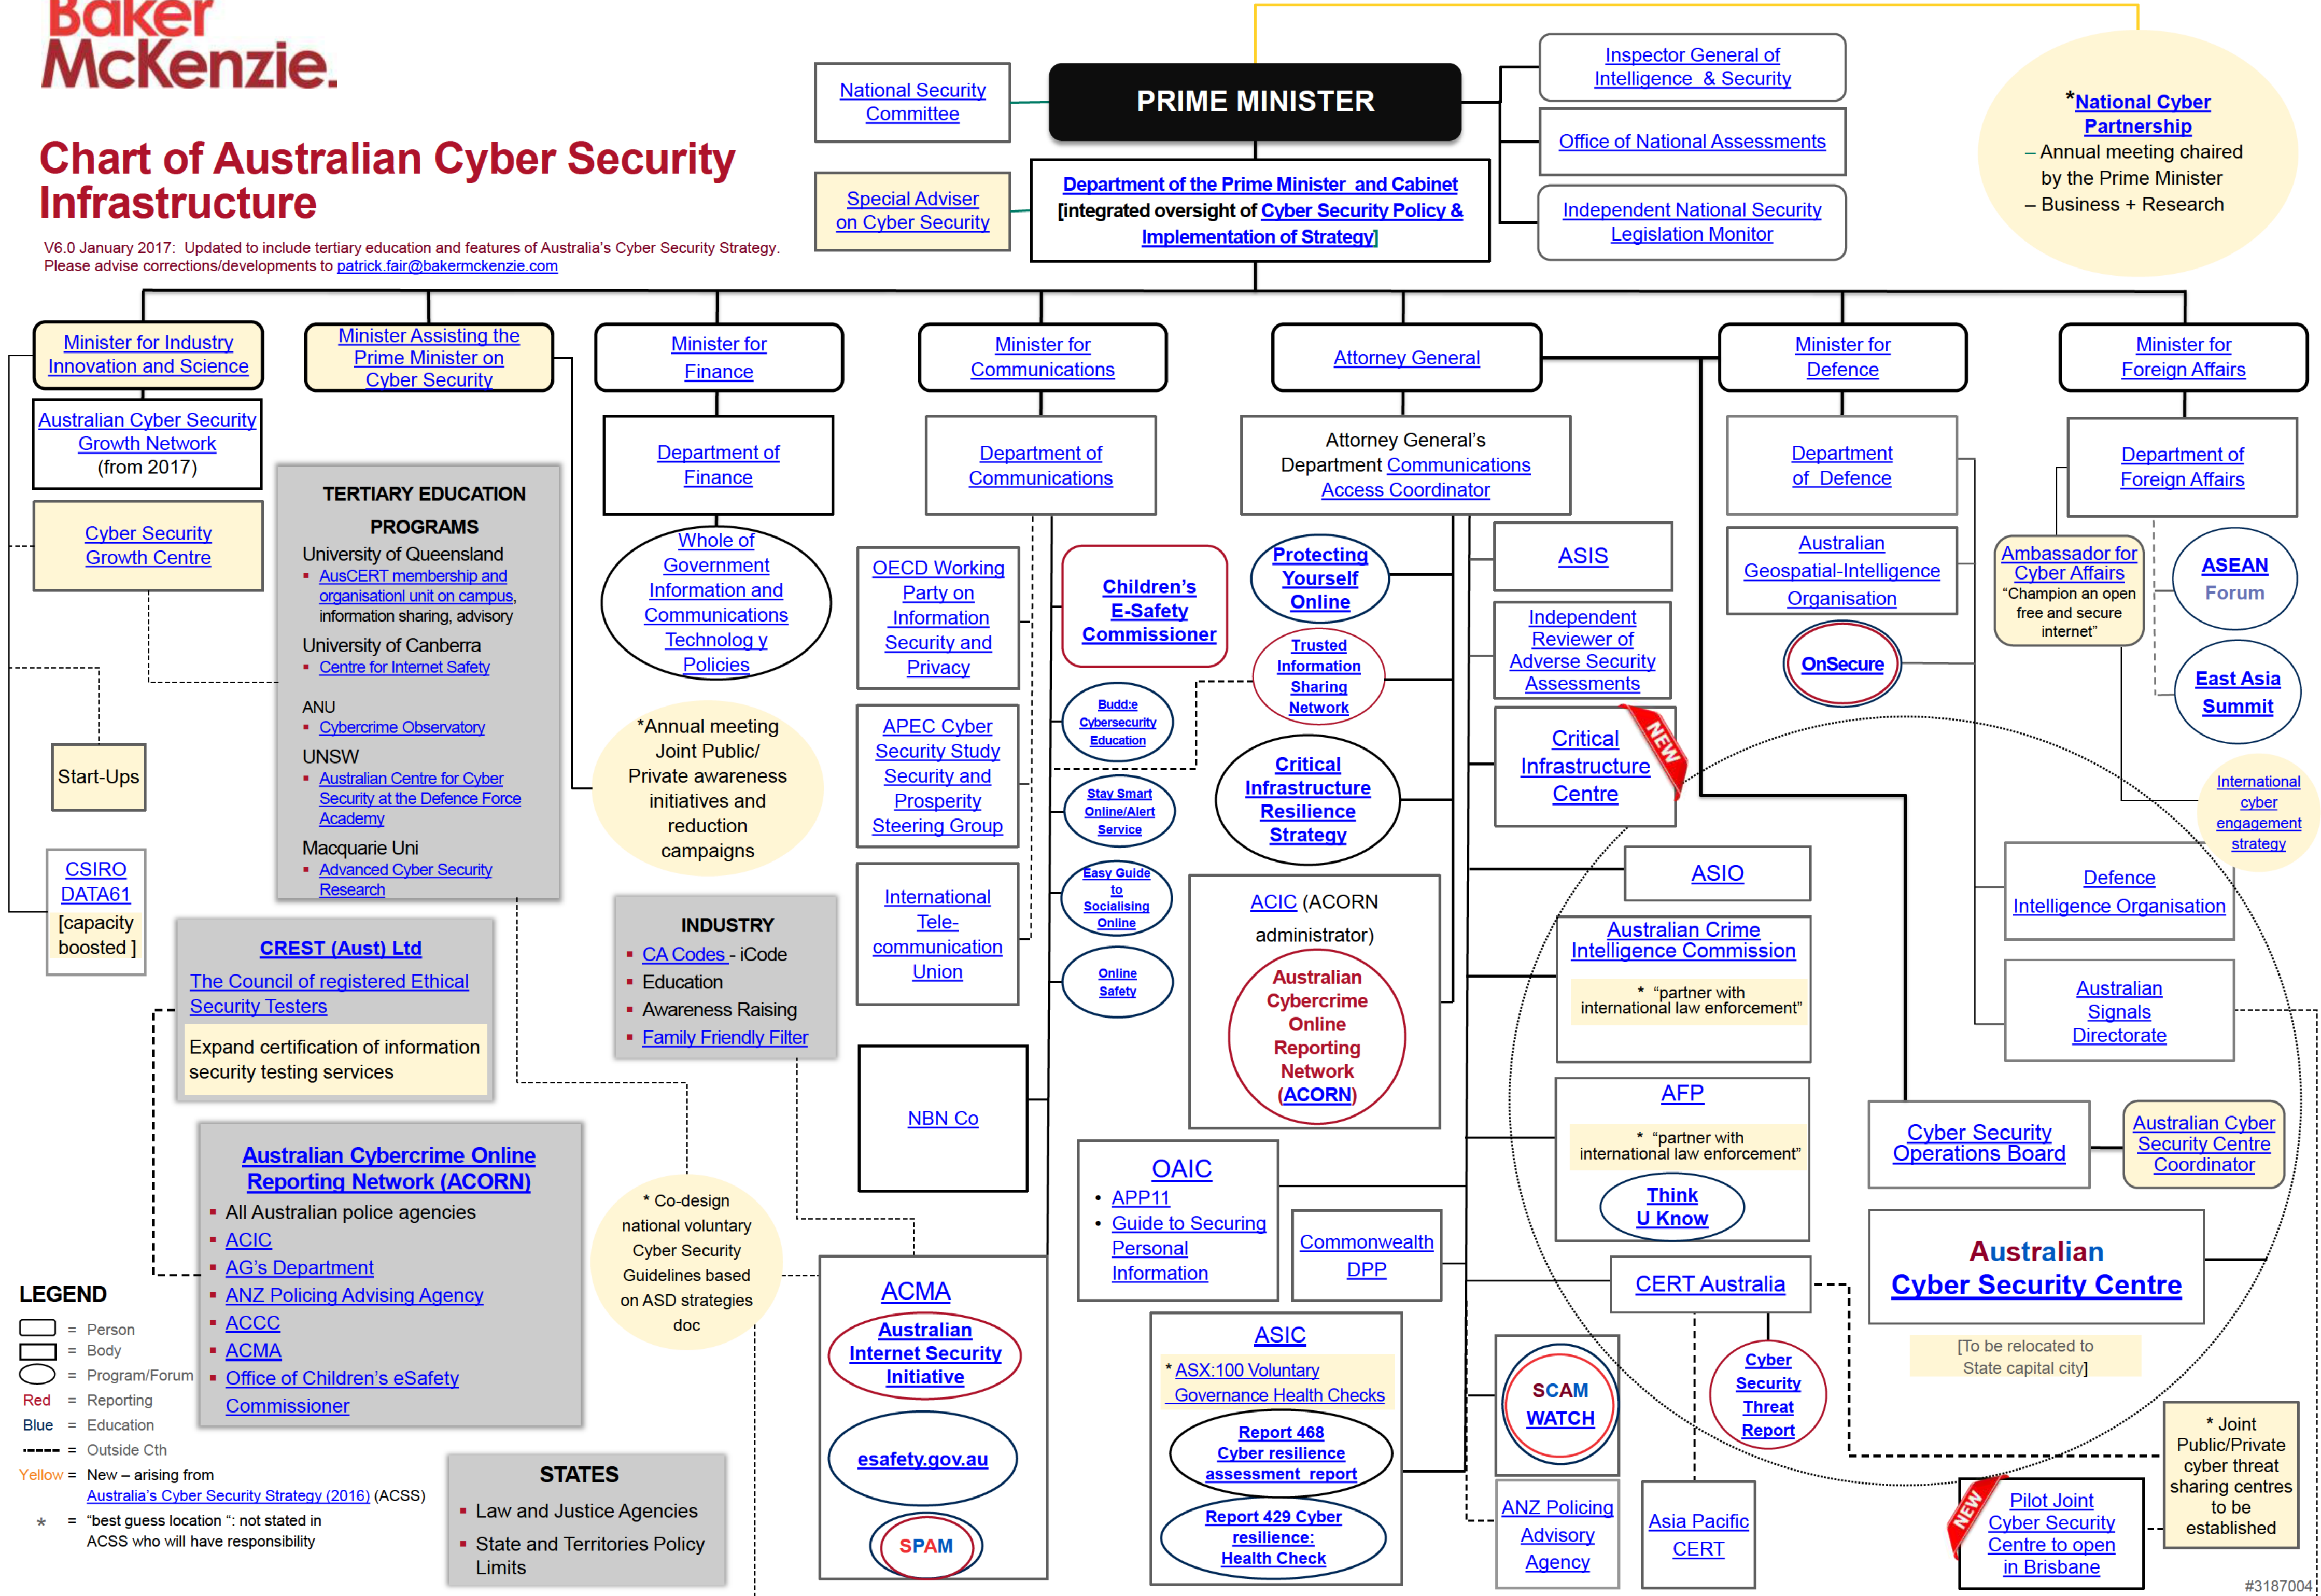 Baker
McKenzie.
Chart of Australian Cyber Security
Infrastructure
V6.0 January 2017: Updated to include tertiary education and features of Australia's Cyber Security Strategy.
Please advise corrections/developments to patrick.fair@bakermckenzie.com
National Security
Committee
Special Adviser
on Cyber Security
PRIME MINISTER
Department of the Prime Minister and Cabinet
[integrated oversight of Cyber Security Policy &
Implementation of Strategy]
Inspector General of
Intelligence & Security
Office of National Assessments
Independent National Security
Legislation Monitor
*National Cyber
Partnership
– Annual meeting chaired
by the Prime Minister
– Business + Research
Minister for Industry
Innovation and Science
Minister Assisting the
Prime Minister on
Cyber Security
Minister for
Finance
Minister for
Communications
Attorney General
Minister for
Defence
Minister for
Foreign Affairs
Australian Cyber Security
Growth Network
(from 2017)
Cyber Security
Growth Centre
Start-Ups
CSIRO
DATA61
[capacity
boosted ]
TERTIARY EDUCATION
PROGRAMS
University of Queensland
▪ AusCERT membership and
organisationl unit on campus,
information sharing, advisory
University of Canberra
▪ Centre for Internet Safety
ANU
▪ Cybercrime Observatory
UNSW
▪ Australian Centre for Cyber
Security at the Defence Force
Academy
Macquarie Uni
▪ Advanced Cyber Security
Research
CREST (Aust) Ltd
The Council of registered Ethical
Security Testers
Expand certification of information
security testing services
Australian Cybercrime Online
Reporting Network (ACORN)
▪ All Australian police agencies
▪ ACIC
▪ AG's Department
▪ ANZ Policing Advising Agency
▪ ACCC
▪ ACMA
▪ Office of Children's eSafety
Commissioner
LEGEND
= Person
= Body
= Program/Forum
Red = Reporting
Blue = Education
= Outside Cth
Yellow = New – arising from
Australia's Cyber Security Strategy (2016) (ACSS)
* = "best guess location ": not stated in
ACSS who will have responsibility
STATES
▪ Law and Justice Agencies
▪ State and Territories Policy
Limits
Department of
Finance
Whole of
Government
Information and
Communications
Technolog y
Policies
*Annual meeting
Joint Public/
Private awareness
initiatives and
reduction
campaigns
INDUSTRY
▪ CA Codes - iCode
▪ Education
▪ Awareness Raising
▪ Family Friendly Filter
* Co-design
national voluntary
Cyber Security
Guidelines based
on ASD strategies
doc
Department of
Communications
OECD Working
Party on
Information
Security and
Privacy
APEC Cyber
Security Study
Security and
Prosperity
Steering Group
International
Tele-
communication
Union
NBN Co
Children's
E-Safety
Commissioner
Budd:e
Cybersecurity
Education
Stay Smart
Online/Alert
Service
Easy Guide
to
Socialising
Online
Online
Safety
ACMA
Australian
Internet Security
Initiative
esafety.gov.au
SPAM
Attorney General's
Department Communications
Access Coordinator
Protecting
Yourself
Online
Trusted
Information
Sharing
Network
Critical
Infrastructure
Resilience
Strategy
ACIC (ACORN
administrator)
Australian
Cybercrime
Online
Reporting
Network
(ACORN)
OAIC
• APP11
• Guide to Securing
Personal
Information
Commonwealth
DPP
ASIC
* ASX:100 Voluntary
Governance Health Checks
Report 468
Cyber resilience
assessment report
Report 429 Cyber
resilience:
Health Check
ASIS
Independent
Reviewer of
Adverse Security
Assessments
Critical
Infrastructure
Centre
NEW
ASIO
Australian Crime
Intelligence Commission
* "partner with
international law enforcement"
AFP
* "partner with
international law enforcement"
Think
U Know
CERT Australia
SCAM
WATCH
Cyber
Security
Threat
Report
ANZ Policing
Advisory
Agency
Asia Pacific
CERT
Department
of Defence
Australian
Geospatial-Intelligence
Organisation
OnSecure
Defence
Intelligence Organisation
Australian
Signals
Directorate
Cyber Security
Operations Board
Australian Cyber
Security Centre
Coordinator
Australian
Cyber Security Centre
[To be relocated to
State capital city]
Department of
Foreign Affairs
Ambassador for
Cyber Affairs
"Champion an open
free and secure
internet"
ASEAN
Forum
East Asia
Summit
International
cyber
engagement
strategy
* Joint
Public/Private
cyber threat
sharing centres
to be
established
NEW
Pilot Joint
Cyber Security
Centre to open
in Brisbane
#3187004